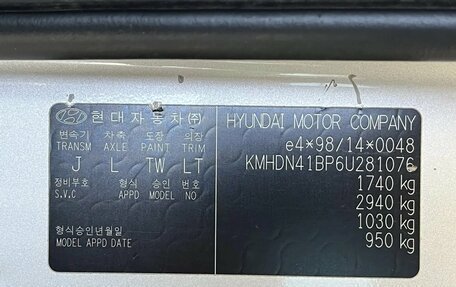 현대자동차㈜ HYUNDAI MOTOR COMPANY
변속기 차축 도장 의장
TRANSM AXLE PAINT TRIM
J L TW LT
정비부호 형식 승인 번호
S.V.C APPD MODEL NO
형식승인년월일
MODEL APPD DATE
e4*98/14*0048
KMHDN41BP6U281076
1740 kg
2940 kg
1030 kg
950 kg